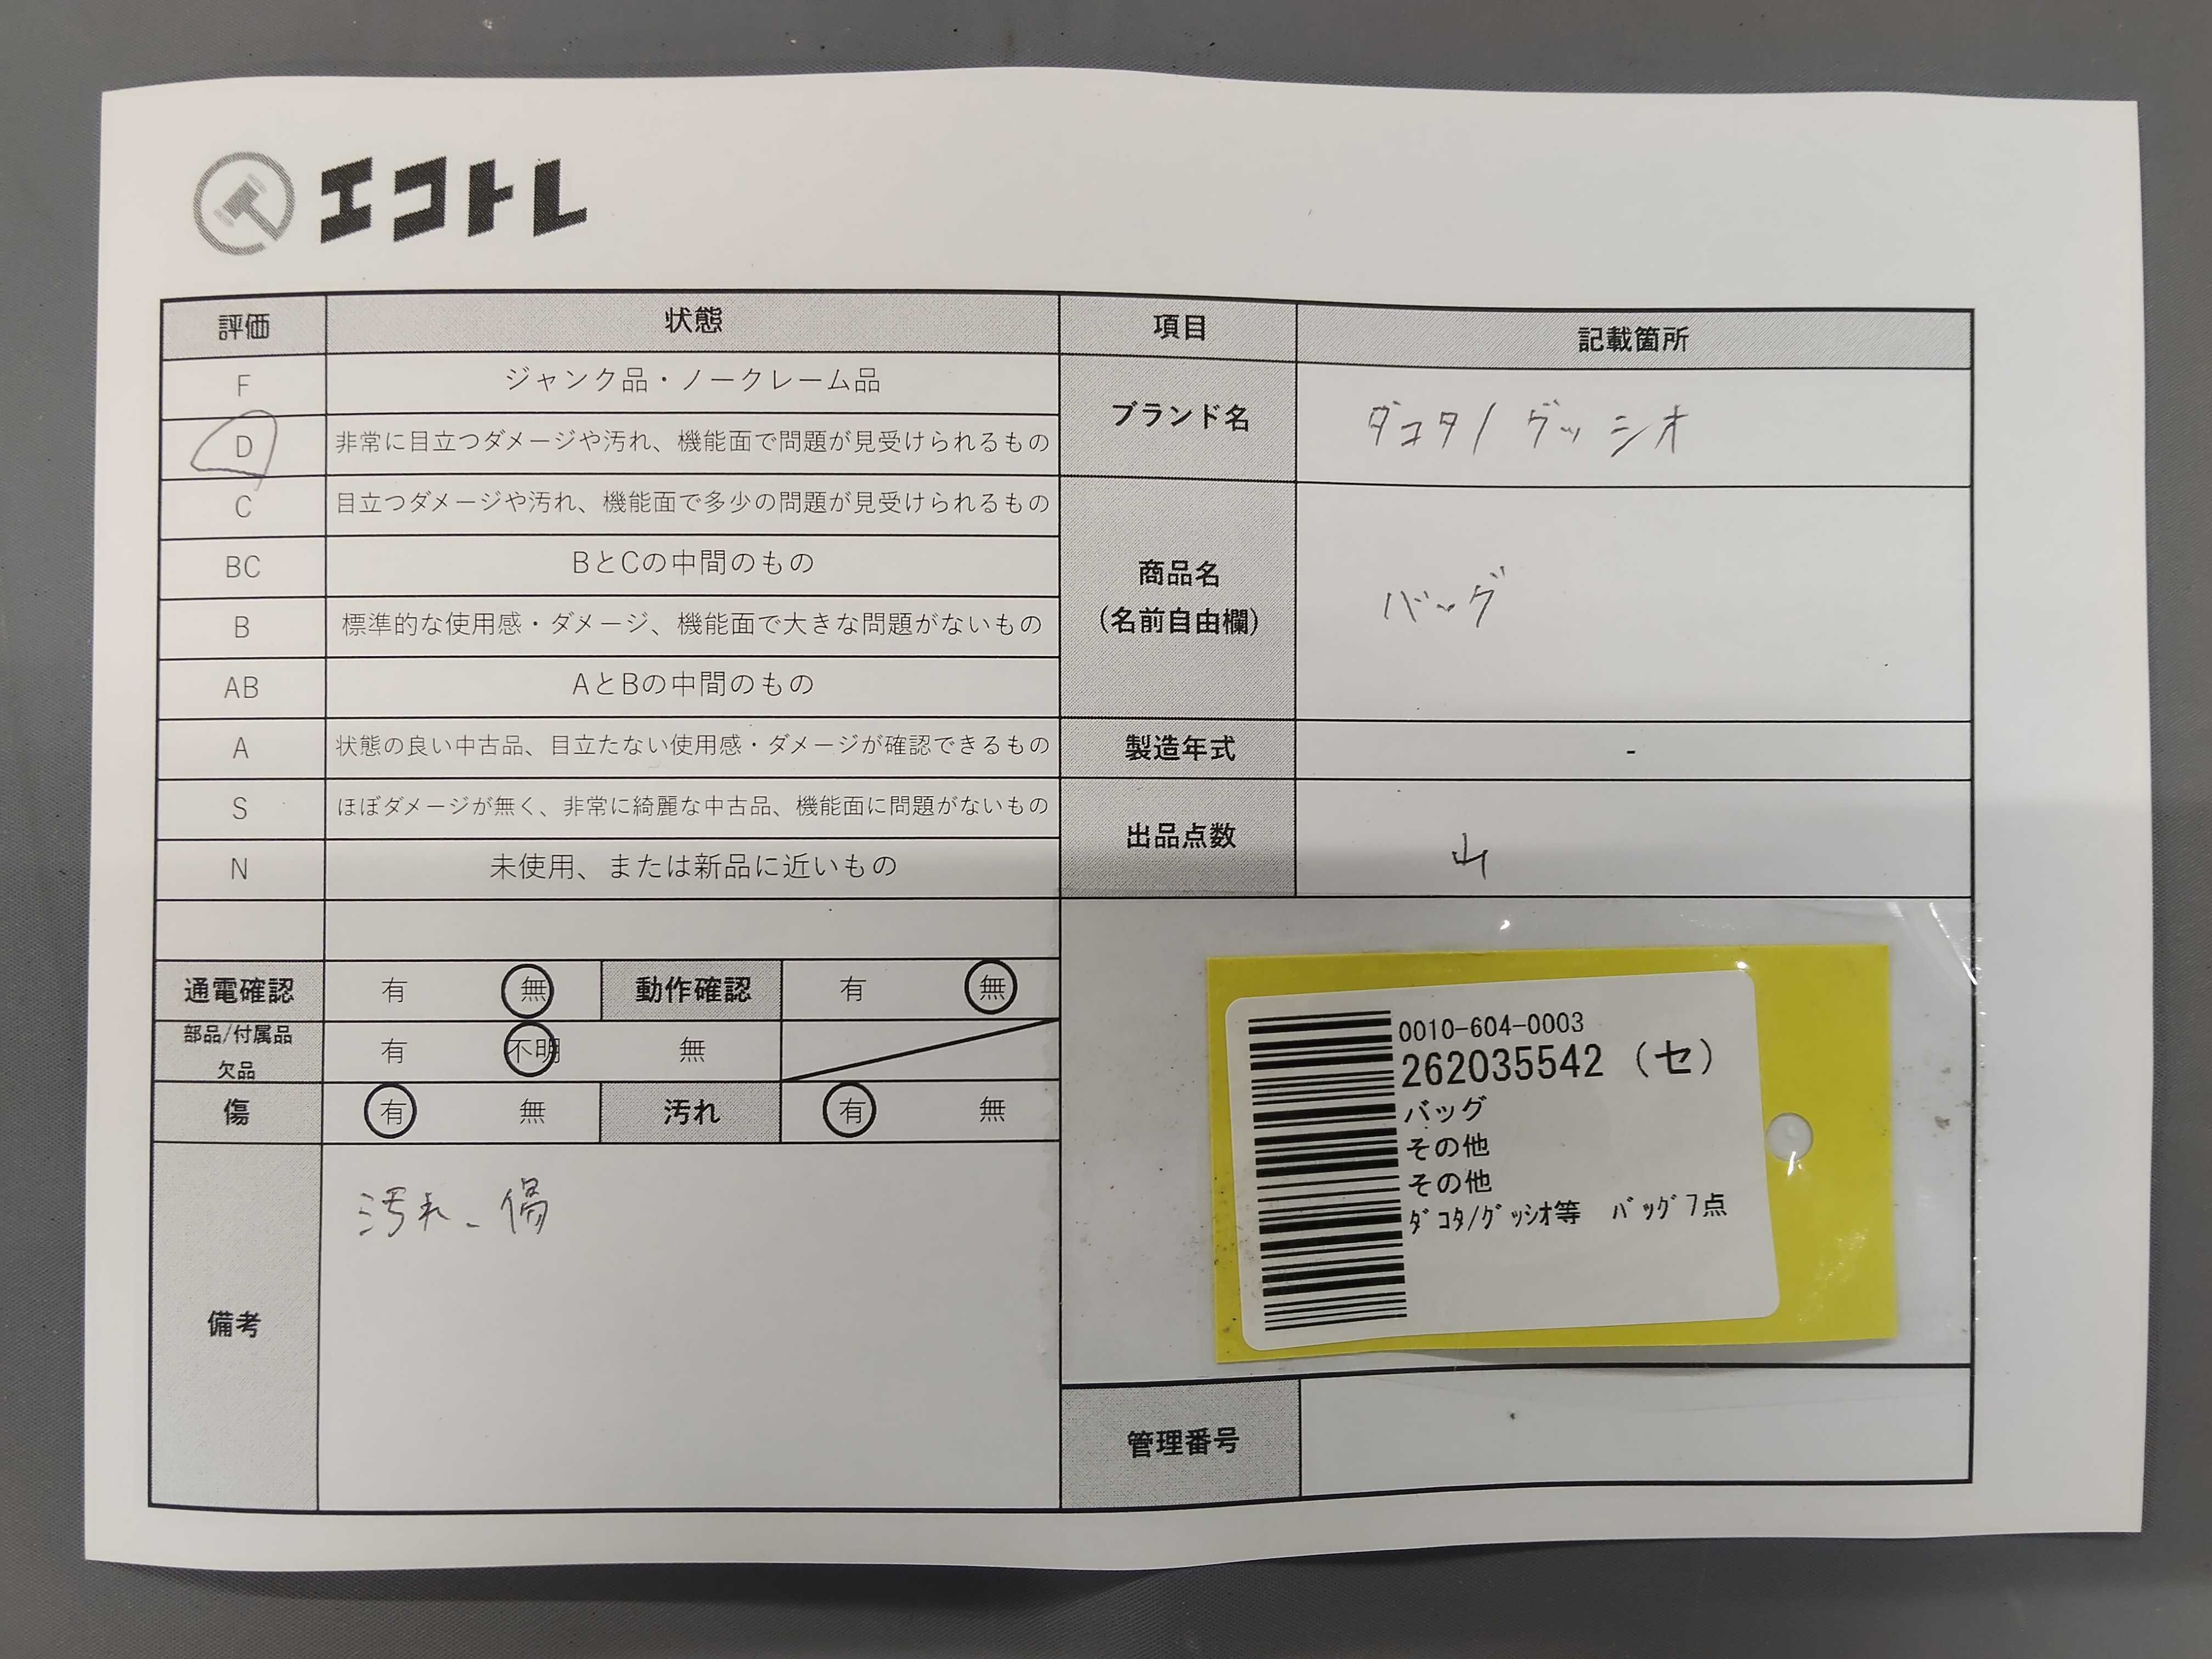 エコトレ
評価 状態 項目 記載箇所
F ジャンク品・ノークレーム品
D 非常に目立つダメージや汚れ、機能面で問題が見受けられるもの
ブランド名 ダコタ/グッシオ
C 目立つダメージや汚れ、機能面で多少の問題が見受けられるもの
BC BとCの中間のもの
商品名
(名前自由欄)
バッグ
B 標準的な使用感・ダメージ、機能面で大きな問題がないもの
AB AとBの中間のもの
A 状態の良い中古品、目立たない使用感・ダメージが確認できるもの
製造年式 -
S ほぼダメージが無く、非常に綺麗な中古品、機能面に問題がないもの
出品点数 山
N 未使用、または新品に近いもの
通電確認 有 無 動作確認 有 無
部品/付属品
欠品
有 不明 無
傷 有 無 汚れ 有 無
備考
汚れ、傷
0010-604-0003
262035542 (セ)
バッグ
その他
その他
ﾀﾞｺﾀ/ｸﾞｯｼｵ等 ﾊﾞｯｸﾞ7点
管理番号